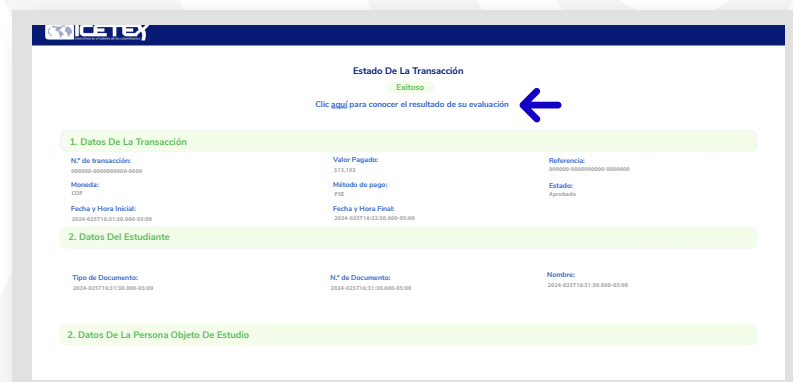 ICETEX
Estado De La Transacción
Exitoso
Clic aquí para conocer el resultado de su evaluación
1. Datos De La Transacción
N.º de transacción: Valor Pagado: Referencia:
000000-0000000000-0000 $13,103 000000-0000000000-0000000
Moneda: Método de pago: Estado:
COP PSE Aprobado
Fecha y Hora Inicial: Fecha y Hora Final:
2024-025T16:31:30.000-05:00 2024-025T16:32:30.000-05:00
2. Datos Del Estudiante
Tipo de Documento: N.º de Documento: Nombre:
2024-025T16:31:30.000-05:00 2024-025T16:31:30.000-05:00 2024-025T16:31:30.000-05:00
2. Datos De La Persona Objeto De Estudio